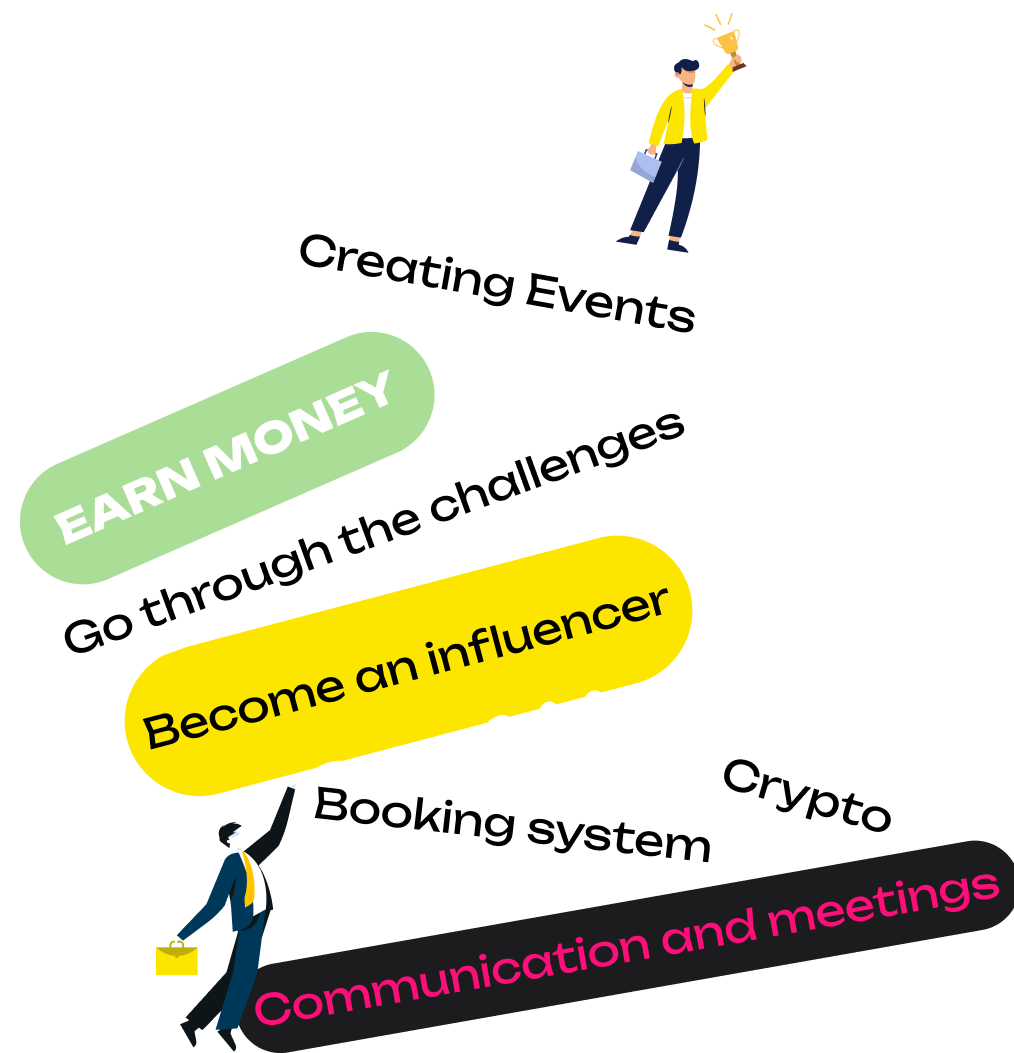 Creating Events
EARN MONEY
Go through the challenges
Become an influencer
Booking system
Crypto
Communication and meetings